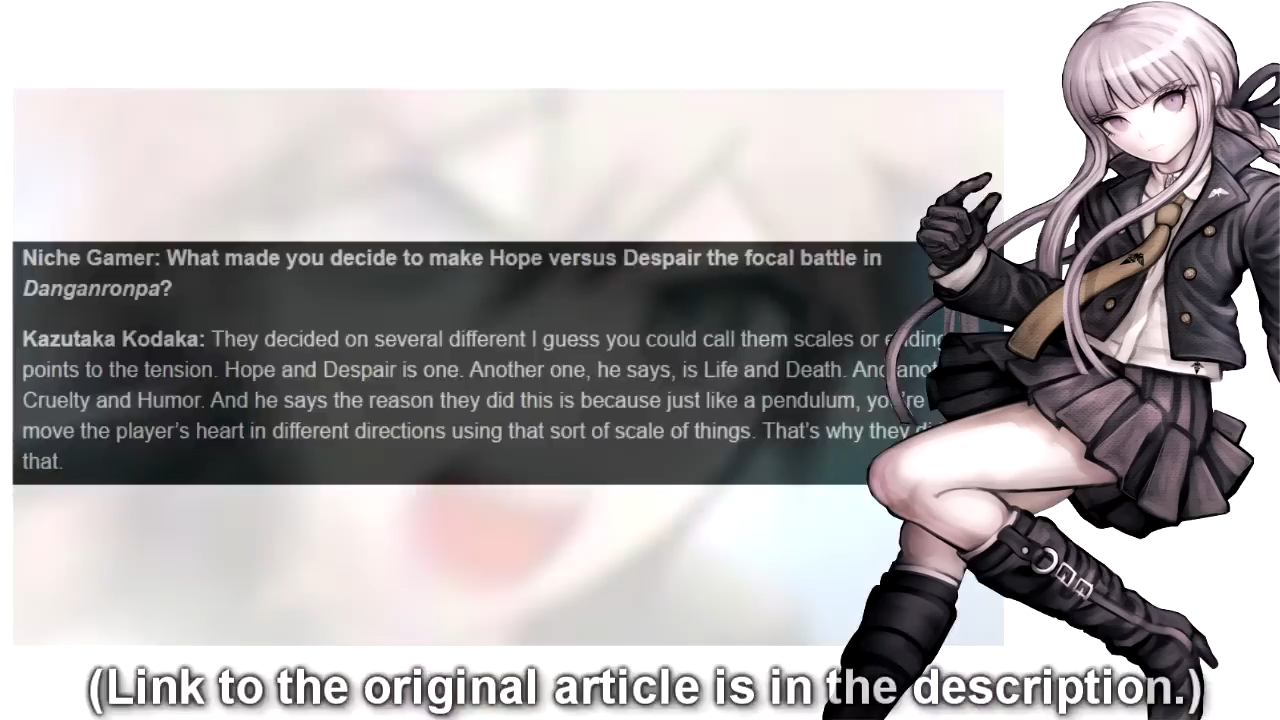 Niche Gamer: What made you decide to make Hope versus Despair the focal battle in
Danganronpa?
Kazutaka Kodaka: They decided on several different I guess you could call them scales or
points to the tension. Hope and Despair is one. Another one, he says, is Life and Death. And
Cruelty and Humor. And he says the reason they did this is because just like a pendulum, you're
move the player's heart in different directions using that sort of scale of things. That's why they
that.
(Link to the original article is in the description.)